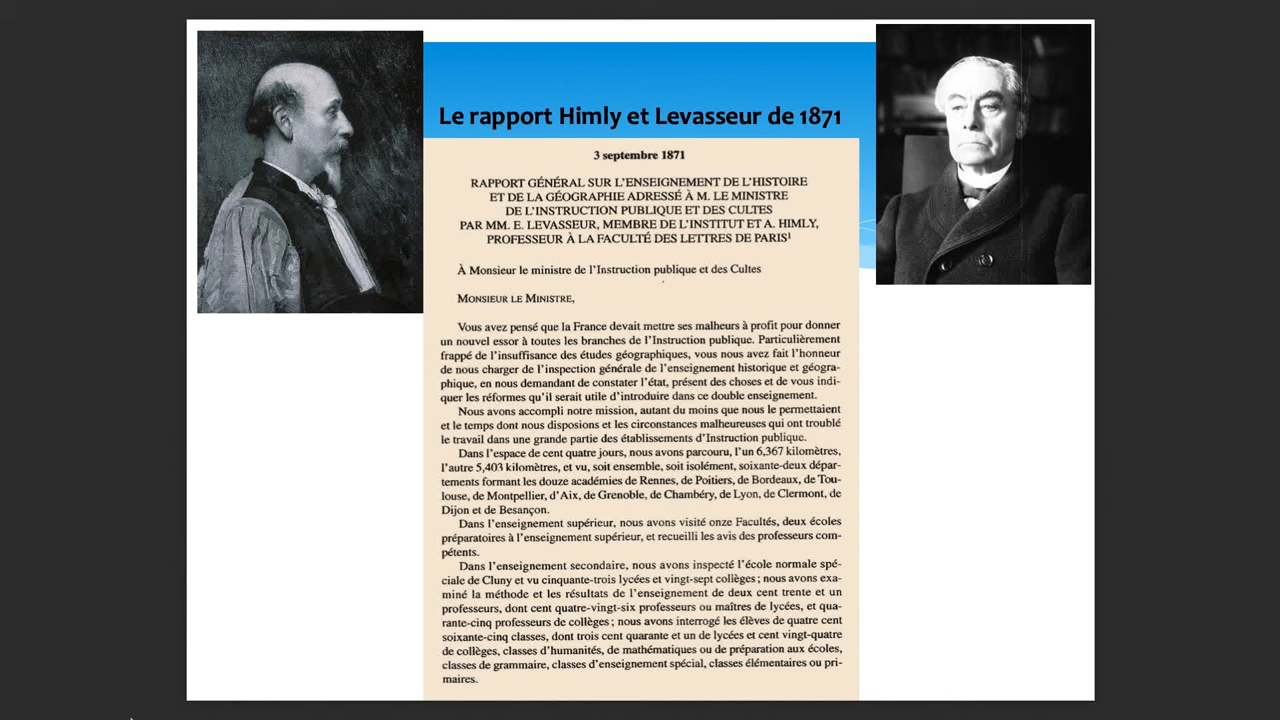 Le rapport Himly et Levasseur de 1871
3 septembre 1871
RAPPORT GÉNÉRAL SUR L'ENSEIGNEMENT DE L'HISTOIRE
ET DE LA GÉOGRAPHIE ADRESSÉ À M. LE MINISTRE
DE L'INSTRUCTION PUBLIQUE ET DES CULTES
PAR MM. E. LEVASSEUR, MEMBRE DE L'INSTITUT ET A. HIMLY,
PROFESSEUR À LA FACULTÉ DES LETTRES DE PARIS¹
À Monsieur le ministre de l'Instruction publique et des Cultes
MONSIEUR LE MINISTRE,
Vous avez pensé que la France devait mettre ses malheurs à profit pour donner
un nouvel essor à toutes les branches de l'Instruction publique. Particulièrement
frappé de l'insuffisance des études géographiques, vous nous avez fait l'honneur
de nous charger de l'inspection générale de l'enseignement historique et géogra-
phique, en nous demandant de constater l'état, présent des choses et de vous indi-
quer les réformes qu'il serait utile d'introduire dans ce double enseignement.
Nous avons accompli notre mission, autant du moins que nous le permettaient
et le temps dont nous disposions et les circonstances malheureuses qui ont troublé
le travail dans une grande partie des établissements d'Instruction publique.
Dans l'espace de cent quatre jours, nous avons parcouru, l'un 6,367 kilomètres,
l'autre 5,403 kilomètres, et vu, soit ensemble, soit isolément, soixante-deux dépar-
tements formant les douze académies de Rennes, de Poitiers, de Bordeaux, de Tou-
louse, de Montpellier, d'Aix, de Grenoble, de Chambéry, de Lyon, de Clermont, de
Dijon et de Besançon.
Dans l'enseignement supérieur, nous avons visité onze Facultés, deux écoles
préparatoires à l'enseignement supérieur, et recueilli les avis des professeurs com-
pétents.
Dans l'enseignement secondaire, nous avons inspecté l'école normale spé-
ciale de Cluny et vu cinquante-trois lycées et vingt-sept collèges ; nous avons exa-
miné la méthode et les résultats de l'enseignement de deux cent trente et un
professeurs, dont cent quatre-vingt-six professeurs ou maîtres de lycées, et qua-
rante-cinq professeurs de collèges ; nous avons interrogé les élèves de quatre cent
soixante-cinq classes, dont trois cent quarante et un de lycées et cent vingt-quatre
de collèges, classes d'humanités, de mathématiques ou de préparation aux écoles,
classes de grammaire, classes d'enseignement spécial, classes élémentaires ou pri-
maires.